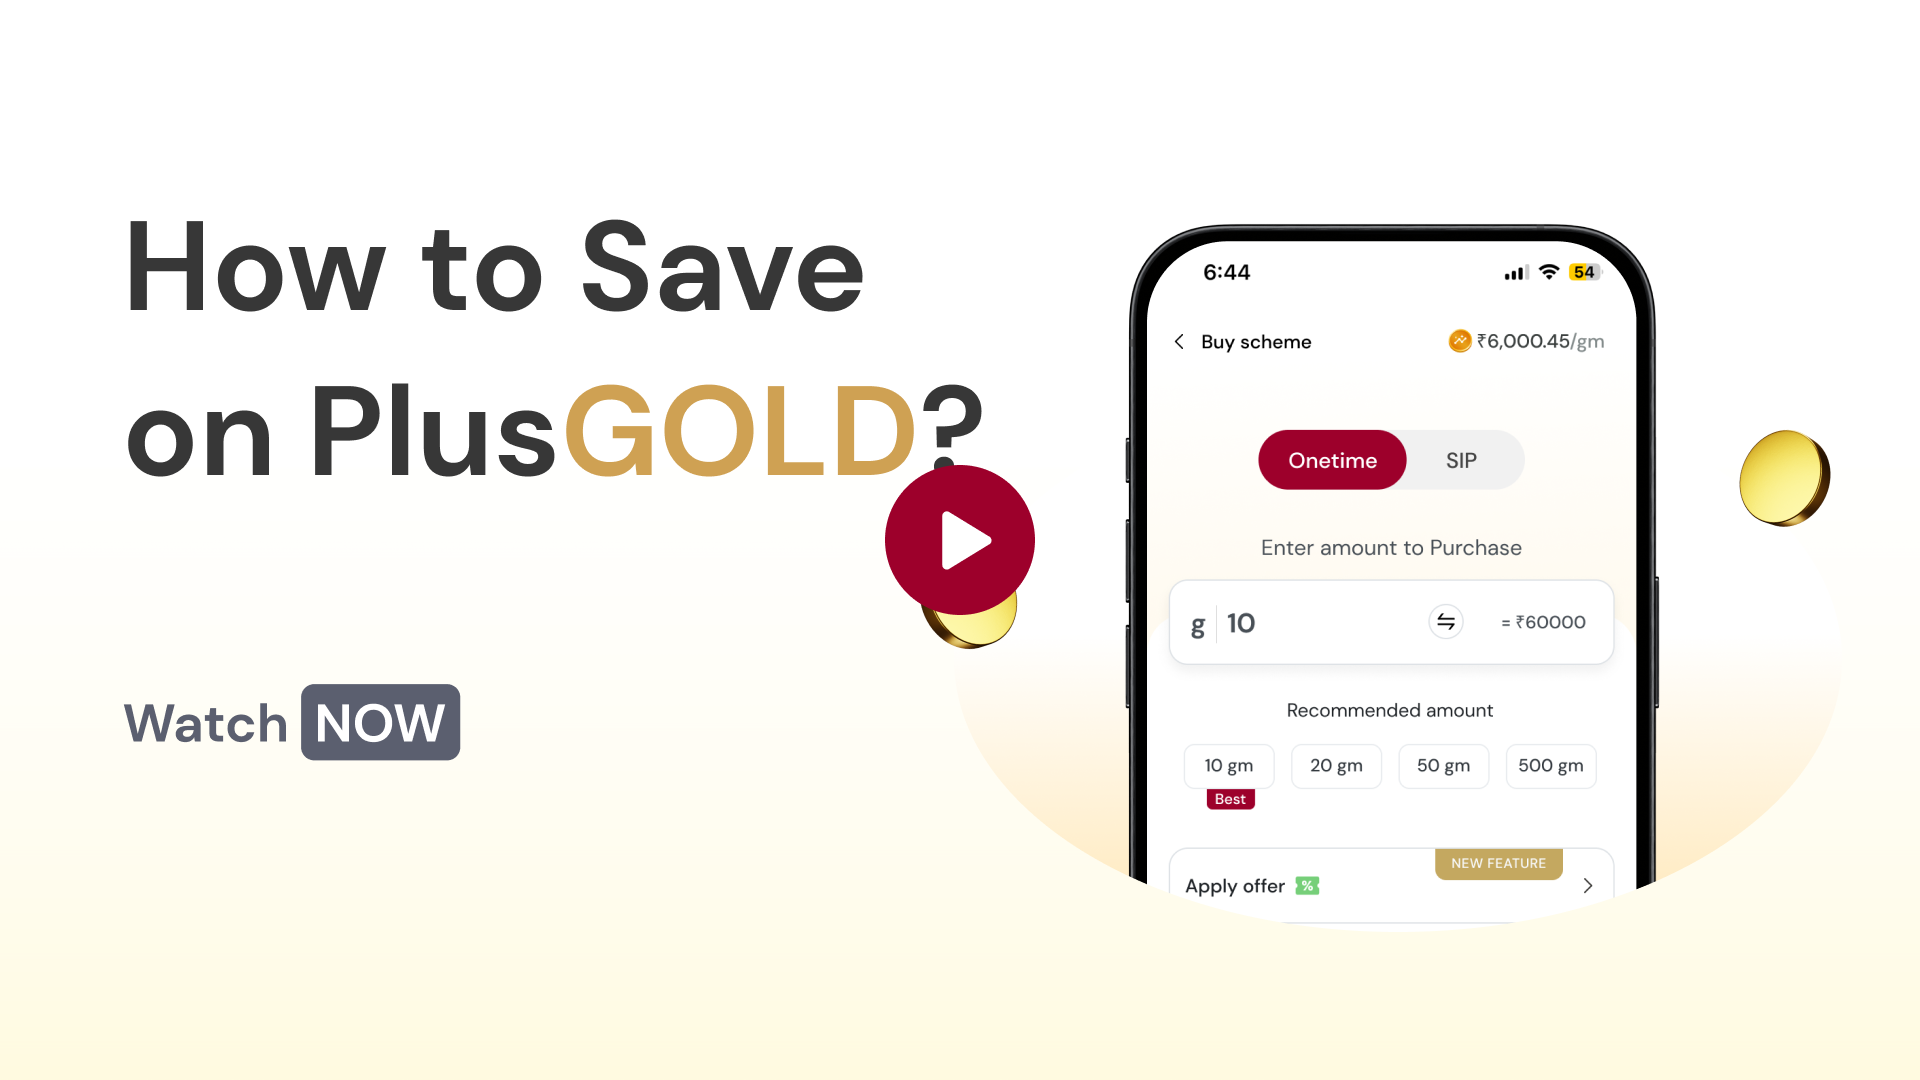 How to Save
on PlusGOLD?
Watch NOW
6:44
54
Buy scheme
₹6,000.45/gm
Onetime
SIP
Enter amount to Purchase
g 10 = ₹60000
Recommended amount
10 gm 20 gm 50 gm 500 gm
Best
NEW FEATURE
Apply offer %